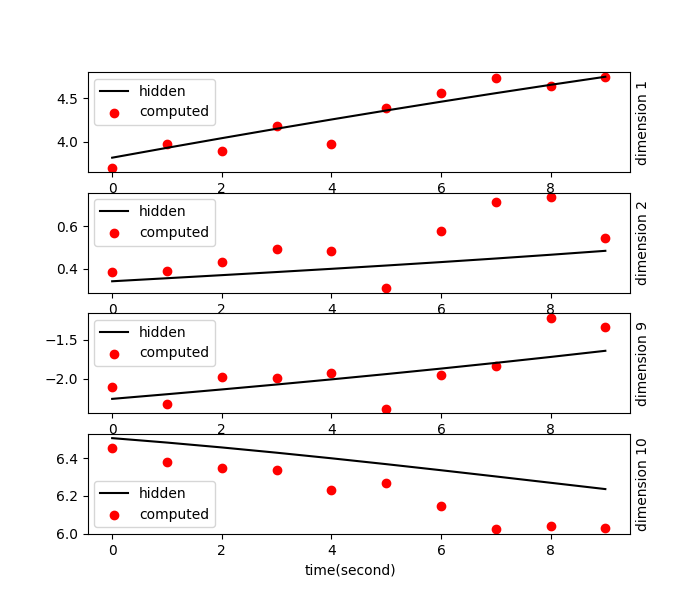 hidden
computed
4.5
4.0
dimension 1
0 2 4 6 8
hidden
computed
0.6
0.4
dimension 2
0 2 4 6 8
hidden
computed
−1.5
−2.0
dimension 9
0 2 4 6 8
6.4
6.2
6.0
hidden
computed
dimension 10
0 2 4 6 8
time(second)